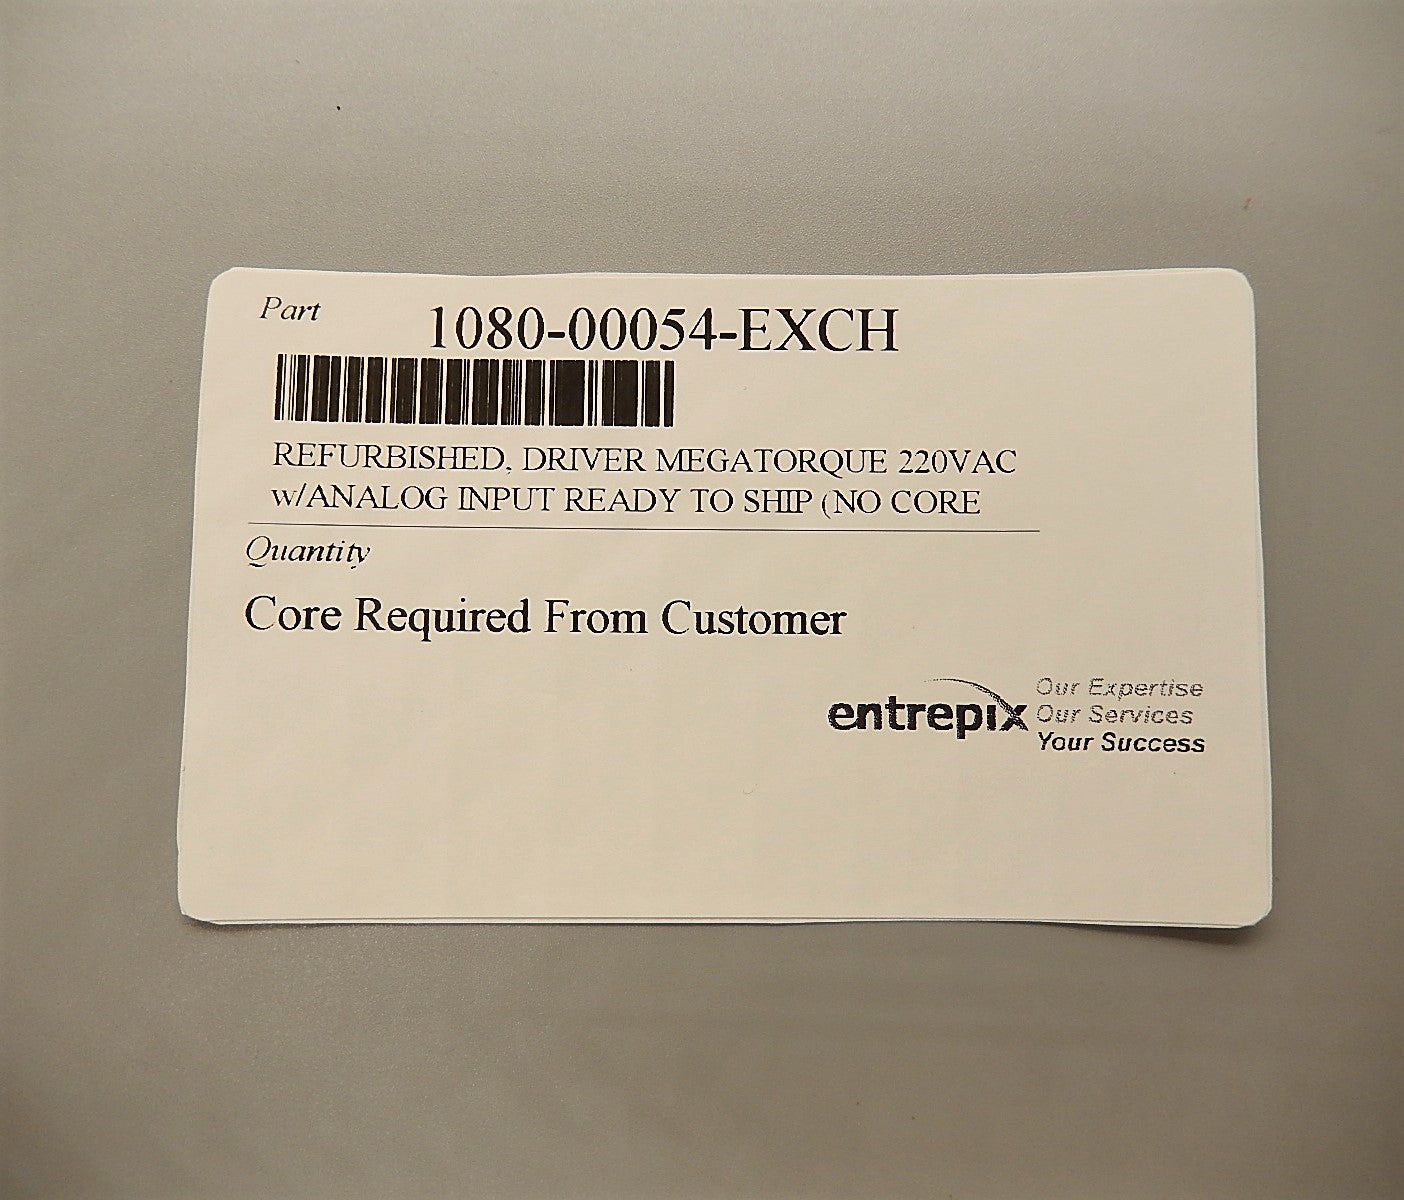 Part 1080-00054-EXCH
REFURBISHED, DRIVER MEGATORQUE 220VAC
w/ANALOG INPUT READY TO SHIP (NO CORE
Quantity
Core Required From Customer
entrepix
Our Expertise
Our Services
Your Success